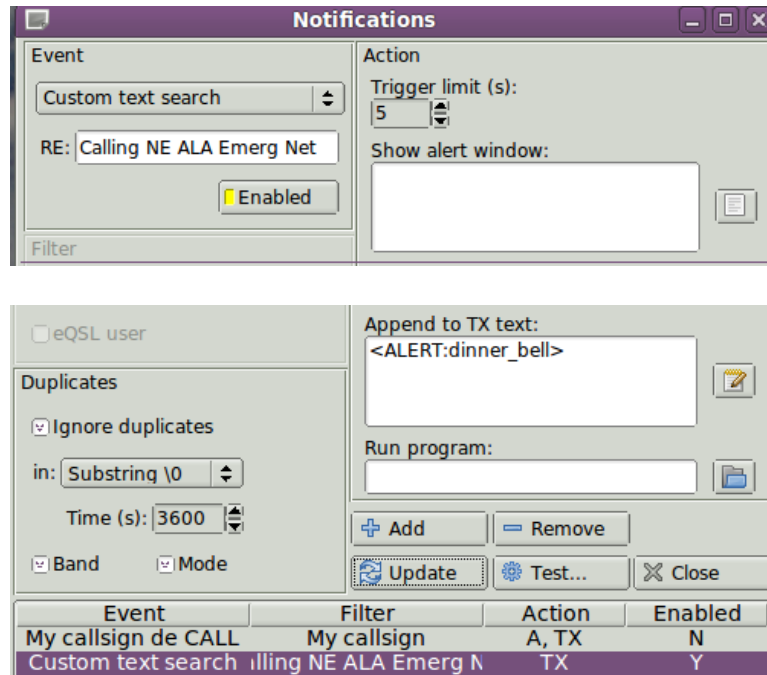 Notifications
Event
Custom text search
RE: Calling NE ALA Emerg Net
Enabled
Filter
Action
Trigger limit (s):
5
Show alert window:
eQSL user
Duplicates
Ignore duplicates
in: Substring \0
Time (s): 3600
Band Mode
Append to TX text:
<ALERT:dinner_bell>
Run program:
Add Remove
Update Test... Close
Event Filter Action Enabled
My callsign de CALL My callsign A, TX N
Custom text search lling NE ALA Emerg N TX Y